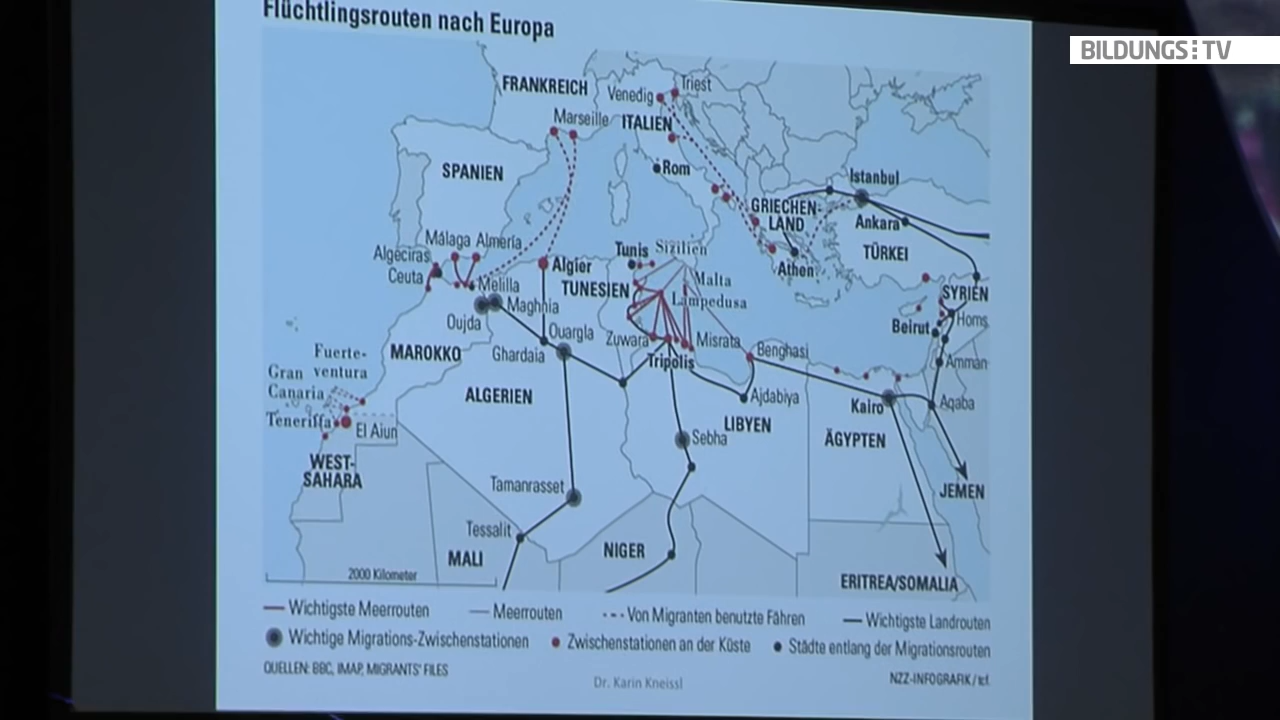 Flüchtlingsrouten nach Europa
BILDUNGS TV
FRANKREICH
Venedig
Triest
Marseille
ITALIEN
SPANIEN
Rom
Istanbul
GRIECHEN-
LAND
Ankara
TÜRKEI
Athen
Málaga
Almería
Algeciras
Ceuta
Melilla
Algier
Tunis
Sizilien
TUNESIEN
Malta
Lampedusa
SYRIEN
Homs
Beirut
Maghnia
Oujda
Ouargla
Ghardaia
Zuwara
Misrata
Tripolis
Benghasi
Amman
MAROKKO
Fuerte-
ventura
Gran
Canaria
Teneriffa
El Aiun
ALGERIEN
Ajdabiya
LIBYEN
Kairo
Aqaba
ÄGYPTEN
Sebha
WEST-
SAHARA
Tamanrasset
JEMEN
Tessalit
MALI
NIGER
ERITREA/SOMALIA
2000 Kilometer
Wichtigste Meerrouten
Meerrouten
Von Migranten benutzte Fähren
Wichtigste Landrouten
Wichtige Migrations-Zwischenstationen
Zwischenstationen an der Küste
Städte entlang der Migrationsrouten
QUELLEN: BBC, IMAP, MIGRANTS' FILES
Dr. Karin Kneissl
NZZ-INFOGRAFIK/tcf.